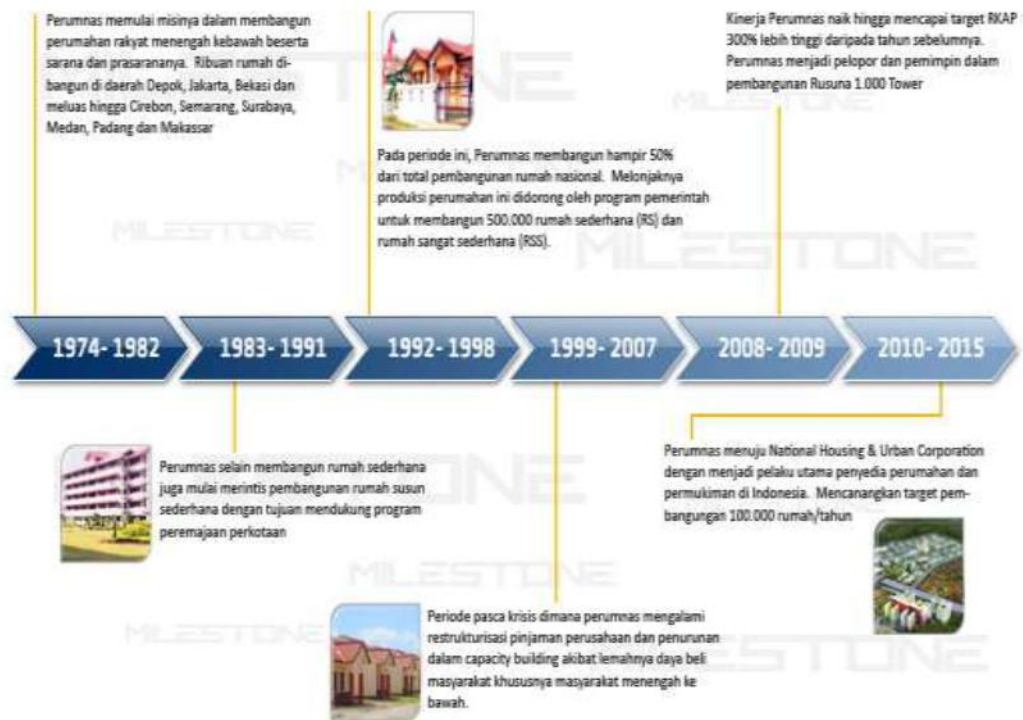 Perumnas memulai misinya dalam membangun
perumahan rakyat menengah kebawah beserta
sarana dan prasarananya. Ribuan rumah di-
bangun di daerah Depok, Jakarta, Bekasi dan
meluas hingga Cirebon, Semarang, Surabaya,
Medan, Padang dan Makassar
Pada periode ini, Perumnas membangun hampir 50%
dari total pembangunan rumah nasional. Melonjaknya
produksi perumahan ini didorong oleh program pemerintah
untuk membangun 500.000 rumah sederhana (RS) dan
rumah sangat sederhana (RSS).
Kinerja Perumnas naik hingga mencapai target RKAP
300% lebih tinggi daripada tahun sebelumnya.
Perumnas menjadi pelopor dan pemimpin dalam
pembangunan Rusuna 1.000 Tower
MILESTONE
MILESTONE
MILESTONE
1974- 1982
1983- 1991
1992- 1998
1999- 2007
2008- 2009
2010- 2015
Perumnas selain membangun rumah sederhana
juga mulai merintis pembangunan rumah susun
sederhana dengan tujuan mendukung program
peremajaan perkotaan
Periode pasca krisis dimana perumnas mengalami
restrukturisasi pinjaman perusahaan dan penurunan
dalam capacity building akibat lemahnya daya beli
masyarakat khususnya masyarakat menengah ke
bawah.
Perumnas menuju National Housing & Urban Corporation
dengan menjadi pelaku utama penyedia perumahan dan
permukiman di Indonesia. Mencanangkan target pem-
bangungan 100.000 rumah/tahun
MILESTONE